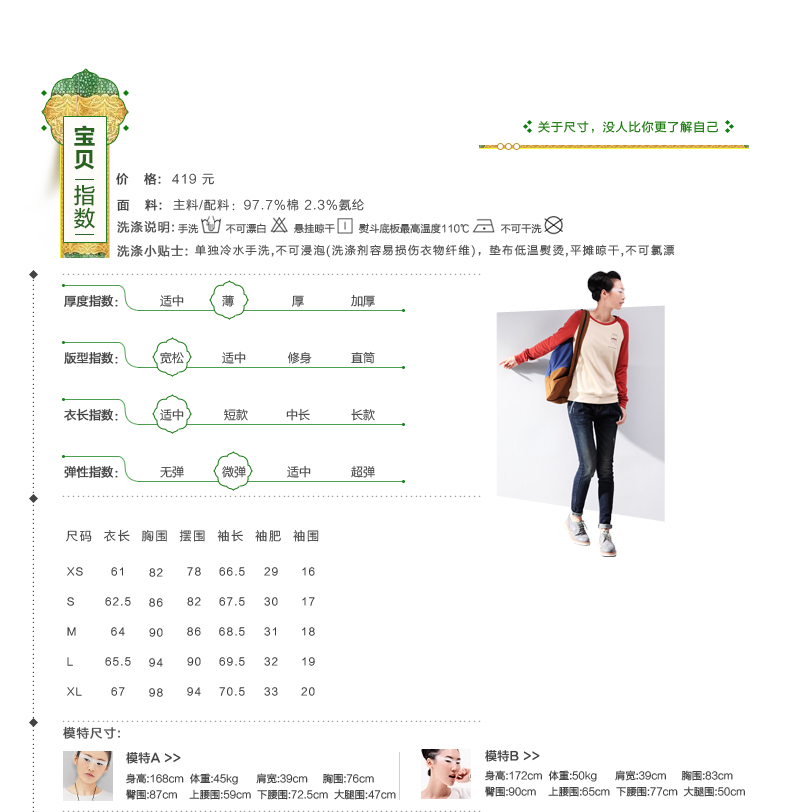 宝贝指数
关于尺寸，没人比你更了解自己
价 格：419 元
面 料：主料/配料：97.7%棉 2.3%氨纶
洗涤说明：手洗 不可漂白 悬挂晾干 熨斗底板最高温度110℃ 不可干洗
洗涤小贴士：单独冷水手洗,不可浸泡(洗涤剂容易损伤衣物纤维)，垫布低温熨烫,平摊晾干,不可氯漂
厚度指数： 适中 薄 厚 加厚
版型指数： 宽松 适中 修身 直筒
衣长指数： 适中 短款 中长 长款
弹性指数： 无弹 微弹 适中 超弹
尺码 衣长 胸围 摆围 袖长 袖肥 袖围
XS 61 82 78 66.5 29 16
S 62.5 86 82 67.5 30 17
M 64 90 86 68.5 31 18
L 65.5 94 90 69.5 32 19
XL 67 98 94 70.5 33 20
模特尺寸：
模特A >>
身高:168cm 体重:45kg 肩宽:39cm 胸围:76cm
臀围:87cm 上腰围:59cm 下腰围:72.5cm 大腿围:47cm
模特B >>
身高:172cm 体重:50kg 肩宽:39cm 胸围:83cm
臀围:90cm 上腰围:65cm 下腰围:77cm 大腿围:50cm